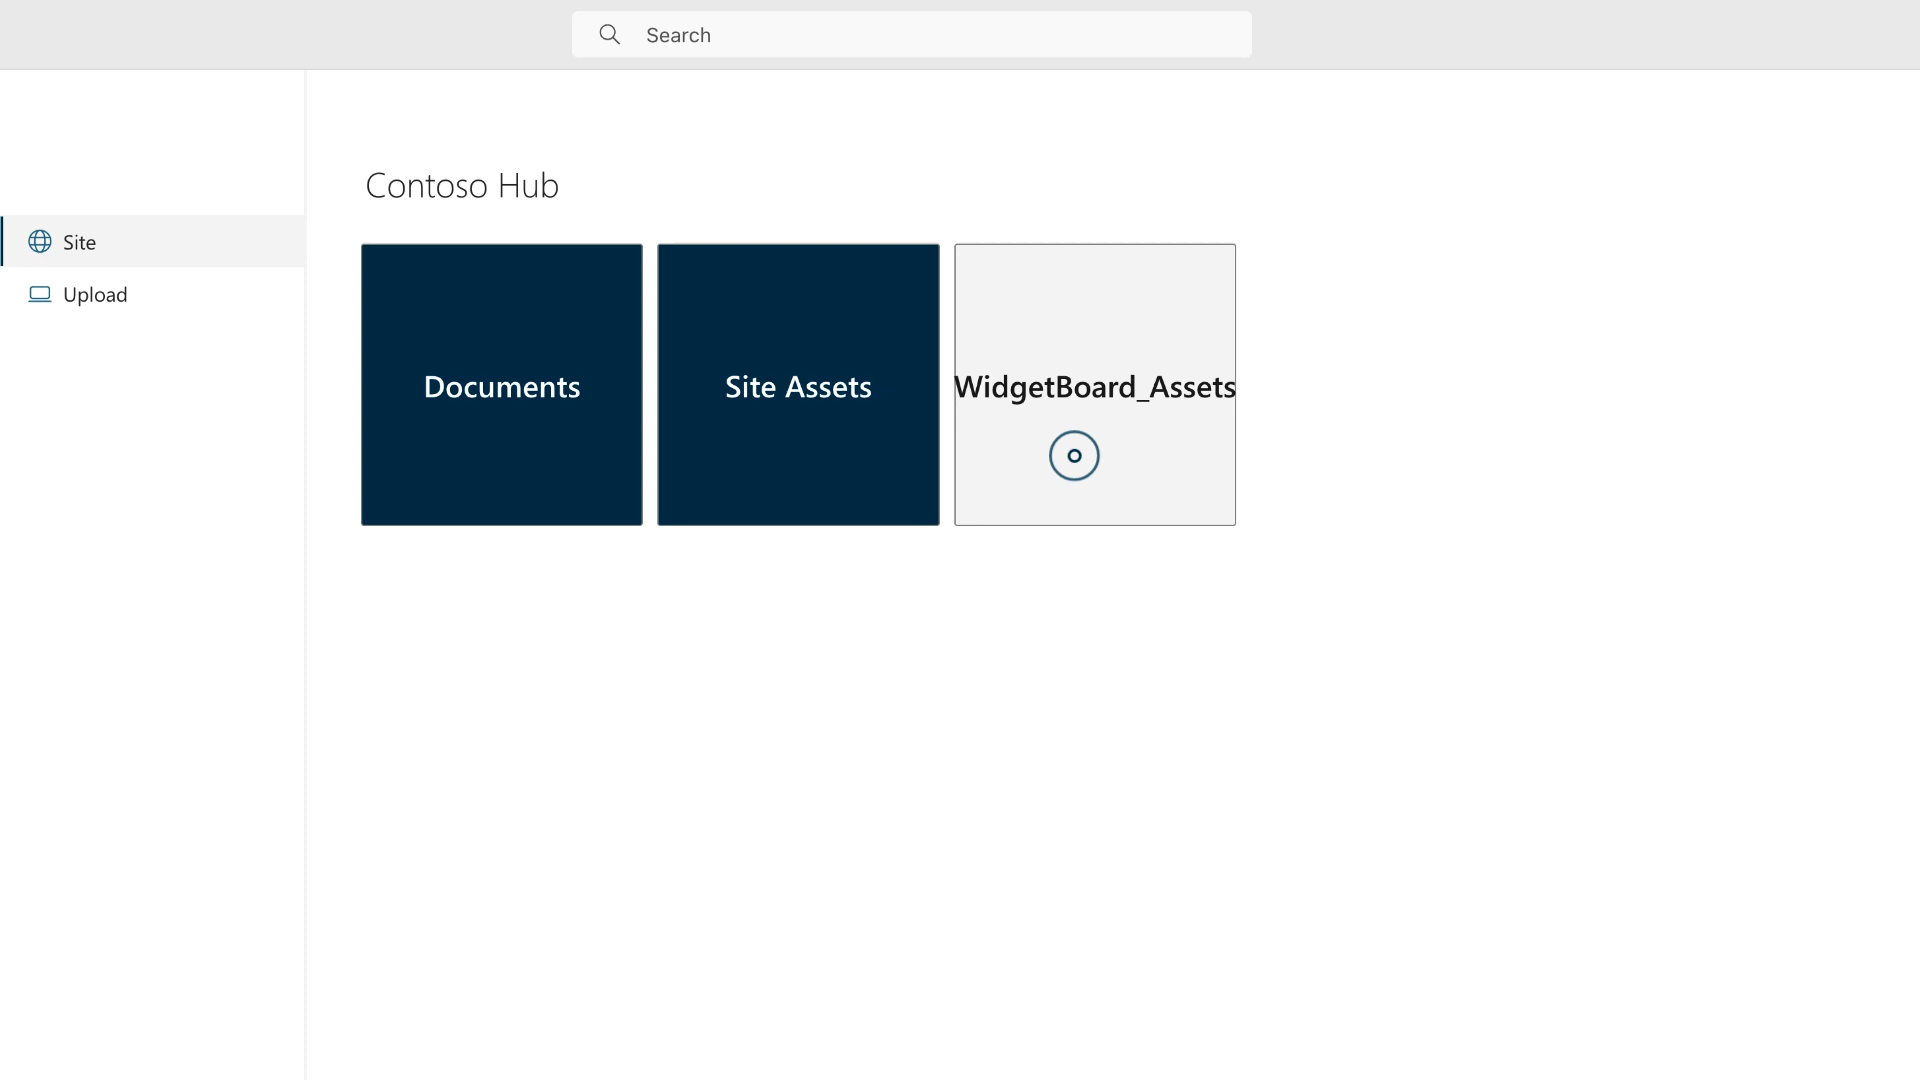 Search
Site
Upload
Contoso Hub
Documents
Site Assets
WidgetBoard_Assets